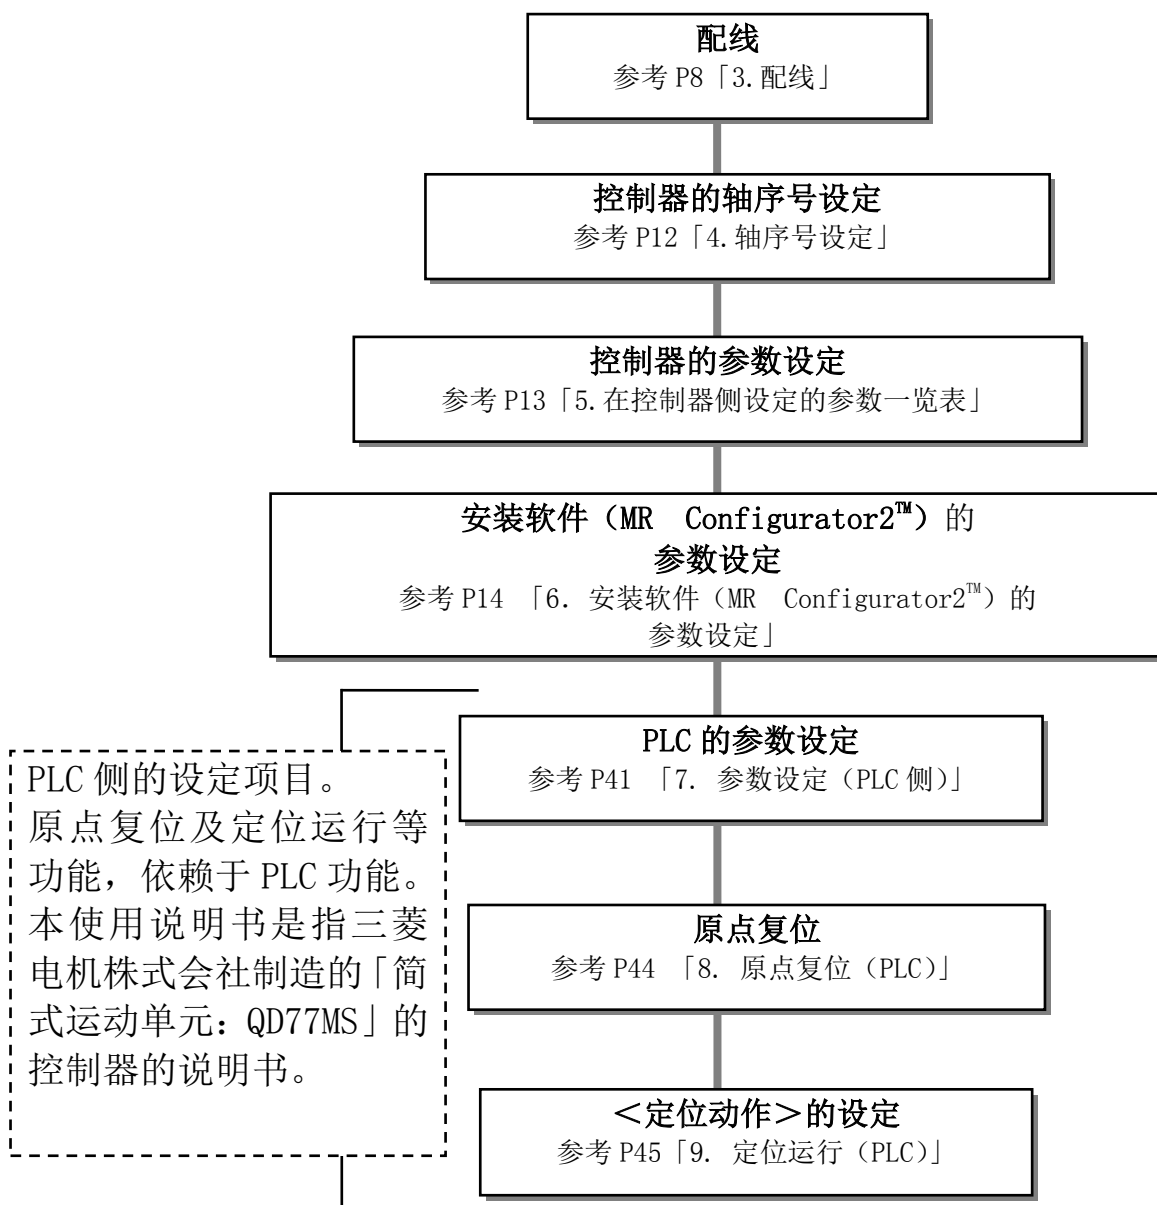 配线
参考 P8「3.配线」
控制器的轴序号设定
参考 P12「4.轴序号设定」
控制器的参数设定
参考 P13「5.在控制器侧设定的参数一览表」
安装软件（MR Configurator2™）的
参数设定
参考 P14 「6. 安装软件（MR Configurator2™）的
参数设定」
PLC 的参数设定
参考 P41 「7. 参数设定（PLC 侧）」
PLC 侧的设定项目。
原点复位及定位运行等
功能，依赖于 PLC 功能。
本使用说明书是指三菱
电机株式会社制造的「简
式运动单元：QD77MS」的
控制器的说明书。
原点复位
参考 P44 「8. 原点复位（PLC）」
＜定位动作＞的设定
参考 P45「9. 定位运行（PLC）」